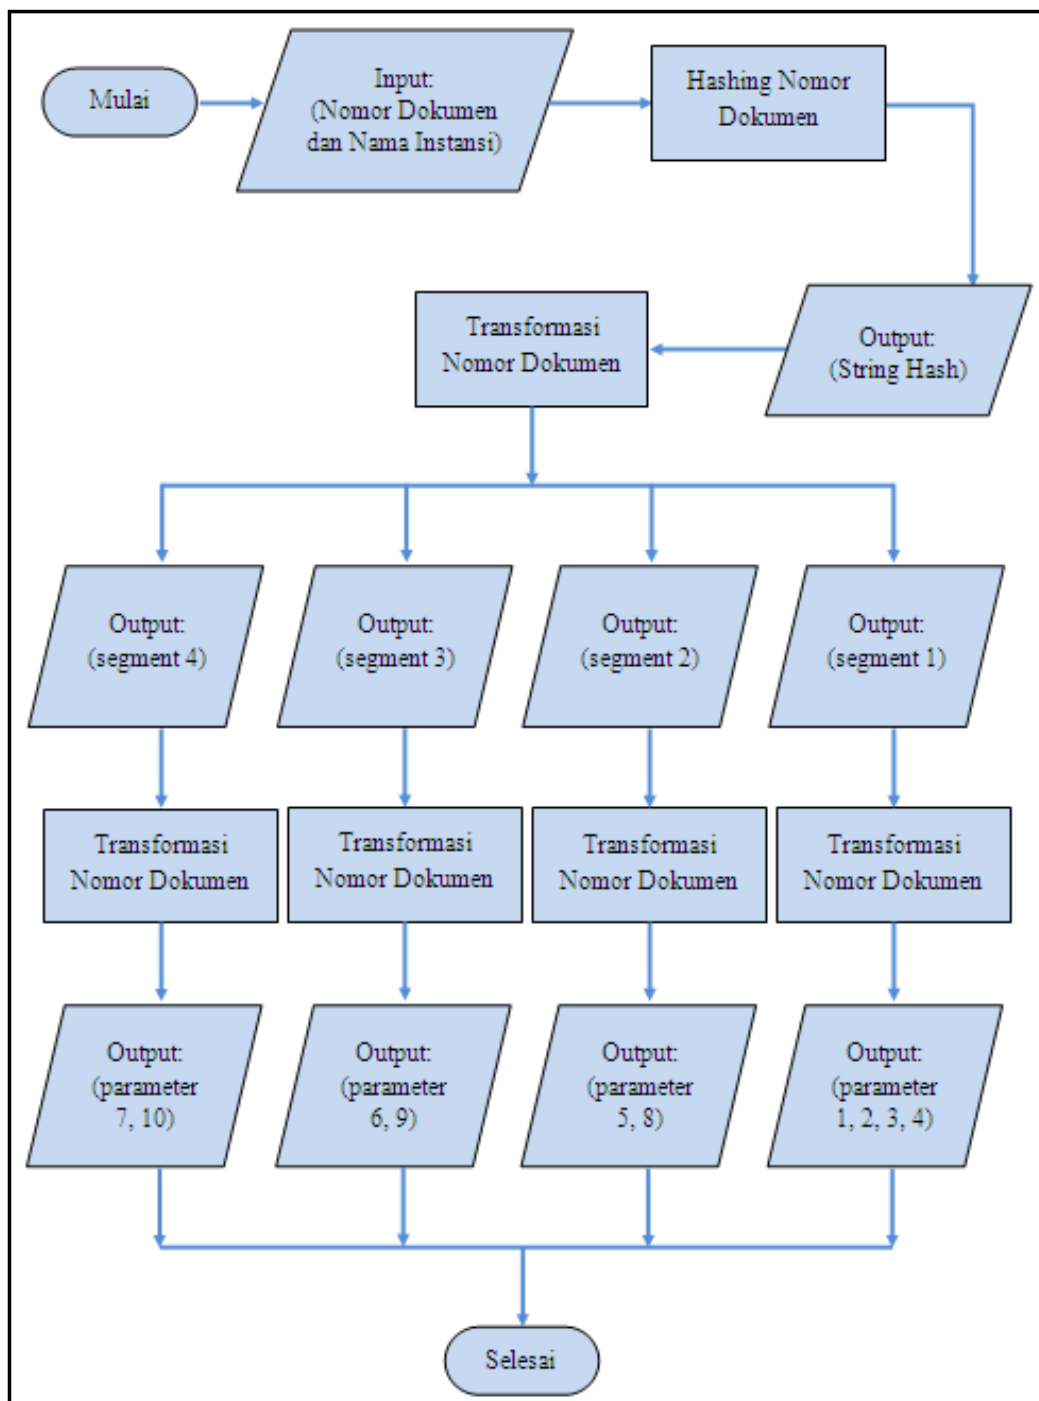 Mulai
Input:
(Nomor Dokumen
dan Nama Instansi)
Hashing Nomor
Dokumen
Output:
(String Hash)
Transformasi
Nomor Dokumen
Output:
(segment 4)
Output:
(segment 3)
Output:
(segment 2)
Output:
(segment 1)
Transformasi
Nomor Dokumen
Transformasi
Nomor Dokumen
Transformasi
Nomor Dokumen
Transformasi
Nomor Dokumen
Output:
(parameter
7, 10)
Output:
(parameter
6, 9)
Output:
(parameter
5, 8)
Output:
(parameter
1, 2, 3, 4)
Selesai